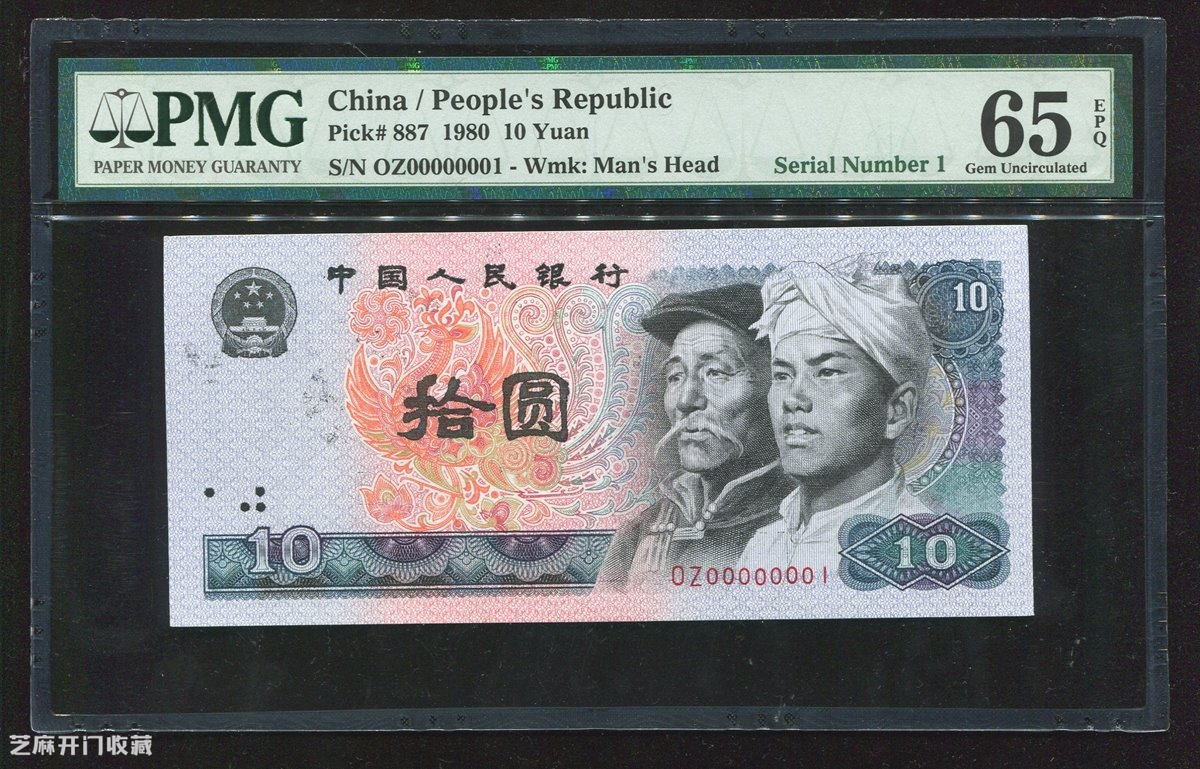 PMG
PAPER MONEY GUARANTY
China / People's Republic
Pick# 887 1980 10 Yuan
S/N OZ00000001 - Wmk: Man's Head
Serial Number 1
65
EPQ
Gem Uncirculated
中国人民银行
10
拾圆
10
OZ00000001
10
芝麻开门收藏